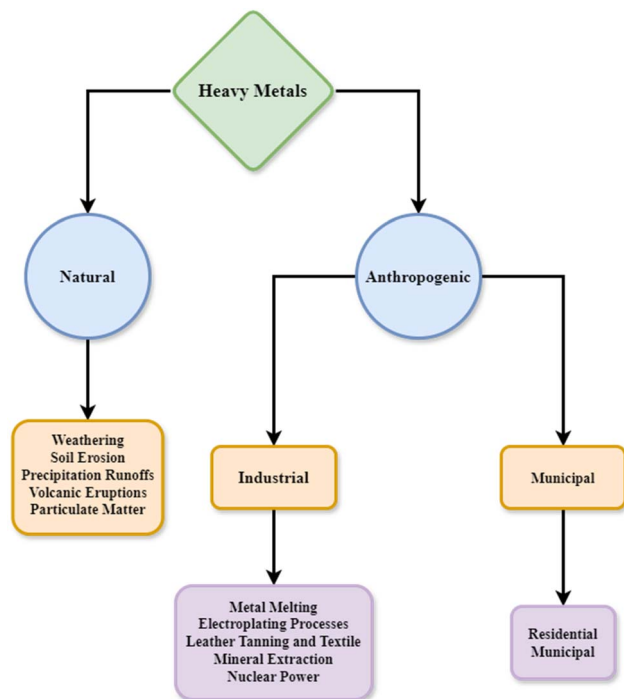 Heavy Metals
Natural
Anthropogenic
Weathering
Soil Erosion
Precipitation Runoffs
Volcanic Eruptions
Particulate Matter
Industrial
Municipal
Metal Melting
Electroplating Processes
Leather Tanning and Textile
Mineral Extraction
Nuclear Power
Residential
Municipal